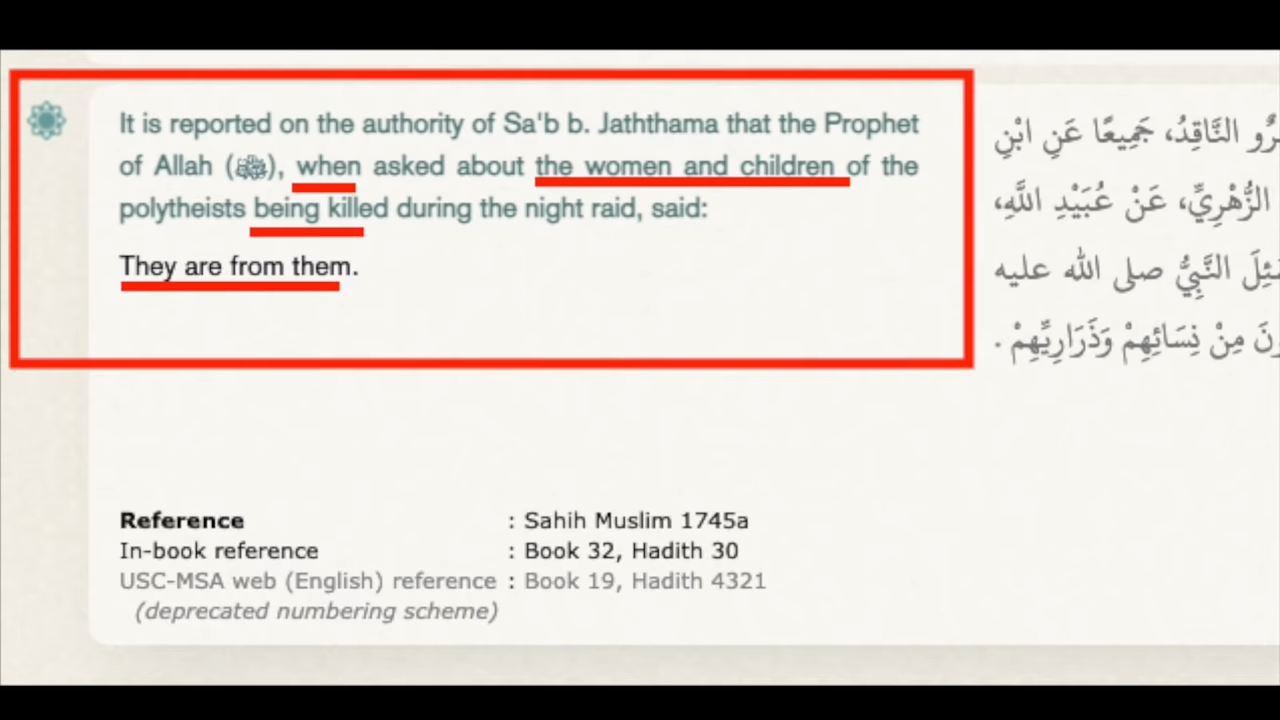 It is reported on the authority of Sa'b b. Jaththama that the Prophet
of Allah (ﷺ), when asked about the women and children of the
polytheists being killed during the night raid, said:
They are from them.
النَّاقِدُ، جَمِيعًا عَنِ ابْنِ
الزُّهْرِيِّ، عَنْ عُبَيْدِ اللَّهِ،
النَّبِيُّ صلى الله عليه
مِنْ نِسَائِهِمْ وَذَرَارِيِّهِمْ .
Reference : Sahih Muslim 1745a
In-book reference : Book 32, Hadith 30
USC-MSA web (English) reference : Book 19, Hadith 4321
(deprecated numbering scheme)